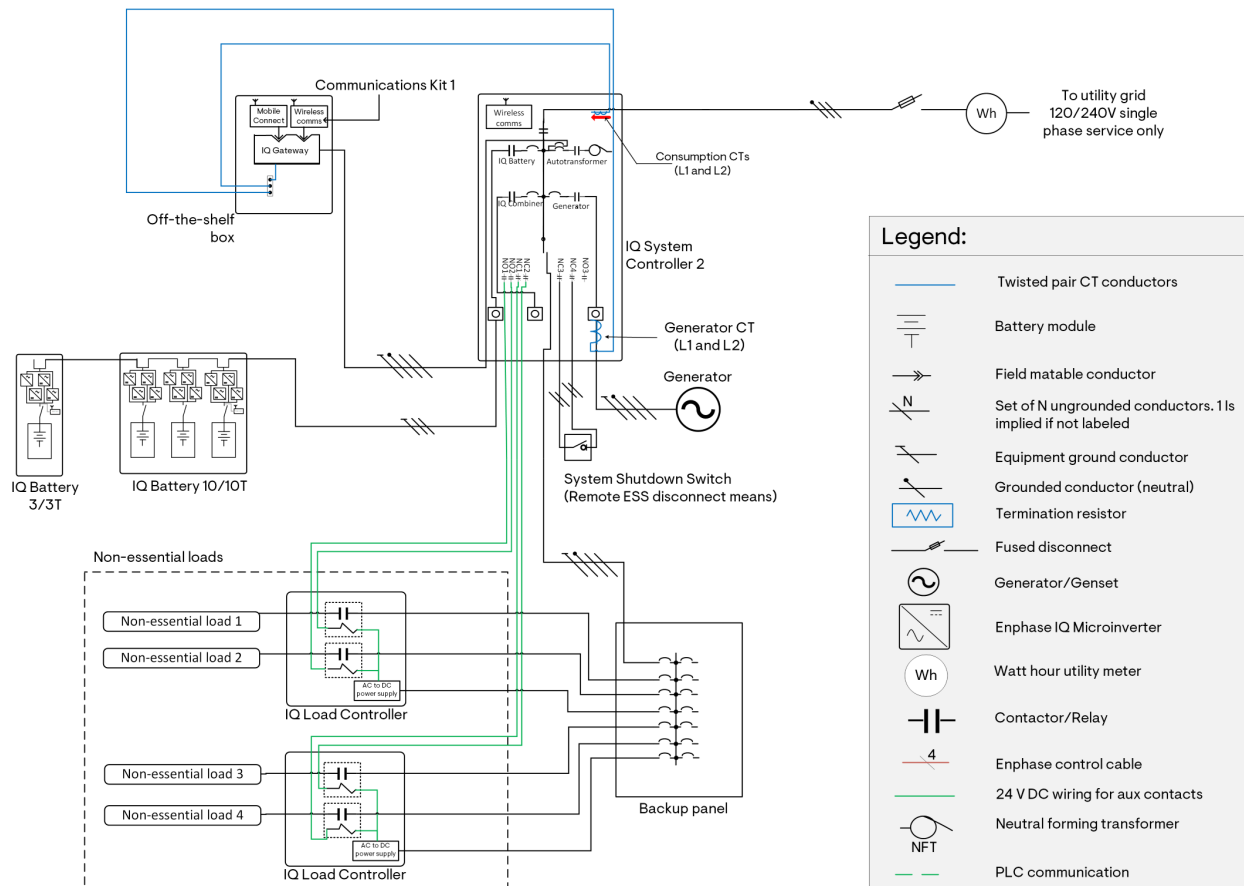 Communications Kit 1
Mobile
Connect
Wireless
comms
IQ Gateway
Off-the-shelf
box
Wireless
comms
IQ Battery
Autotransformer
IQ Combiner
Generator
NO1
NO2
NC1
NC2
NC3
NC4
NO3
Consumption CTs
(L1 and L2)
IQ System
Controller 2
Wh
To utility grid
120/240V single
phase service only
Generator CT
(L1 and L2)
Generator
System Shutdown Switch
(Remote ESS disconnect means)
IQ Battery
3/3T
IQ Battery 10/10T
Non-essential loads
Non-essential load 1
Non-essential load 2
AC to DC
power supply
IQ Load Controller
Non-essential load 3
Non-essential load 4
AC to DC
power supply
IQ Load Controller
Backup panel
Legend:
Twisted pair CT conductors
Battery module
Field matable conductor
N
Set of N ungrounded conductors. 1 Is
implied if not labeled
Equipment ground conductor
Grounded conductor (neutral)
Termination resistor
Fused disconnect
Generator/Genset
Enphase IQ Microinverter
Wh
Watt hour utility meter
Contactor/Relay
4
Enphase control cable
24 V DC wiring for aux contacts
NFT
Neutral forming transformer
PLC communication